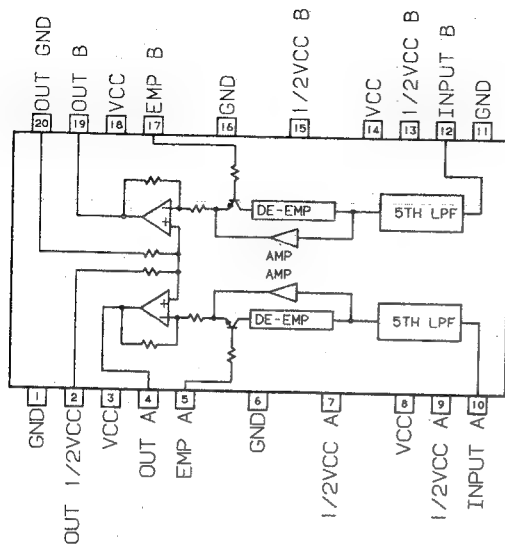 20 OUT GND
19 OUT B
18 VCC
17 EMP B
16 GND
15 1/2VCC B
14 VCC
13 1/2VCC B
12 INPUT B
11 GND
DE-EMP
5TH LPF
AMP
AMP
DE-EMP
5TH LPF
1 GND
2 OUT 1/2VCC
3 VCC
4 OUT A
5 EMP A
6 GND
7 1/2VCC A
8 VCC
9 1/2VCC A
10 INPUT A